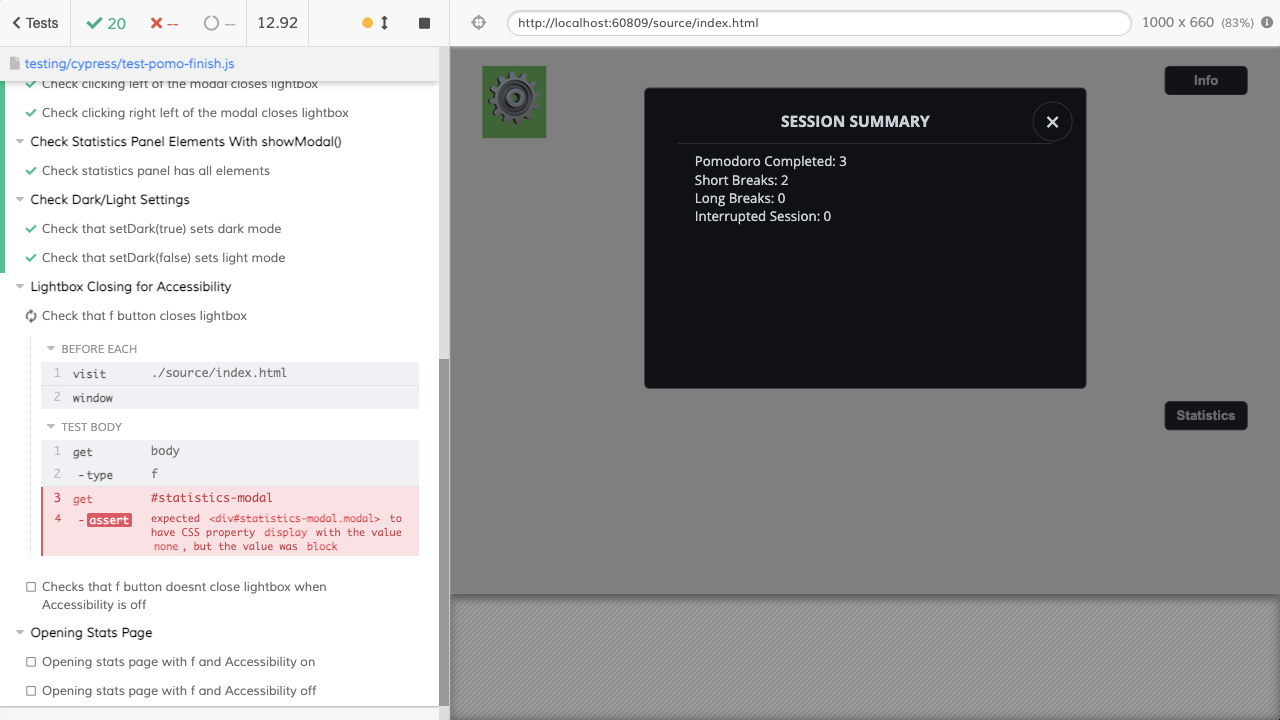 Tests 20 -- -- 12.92
http://localhost:60809/source/index.html 1000 x 660 (83%)
testing/cypress/test-pomo-finish.js
Check clicking left of the modal closes lightbox
Check clicking right left of the modal closes lightbox
Check Statistics Panel Elements With showModal()
Check statistics panel has all elements
Check Dark/Light Settings
Check that setDark(true) sets dark mode
Check that setDark(false) sets light mode
Lightbox Closing for Accessibility
Check that f button closes lightbox
BEFORE EACH
1 visit ./source/index.html
2 window
TEST BODY
1 get body
2 -type f
3 get #statistics-modal
4 -assert expected <div#statistics-modal.modal> to
have CSS property display with the value
none, but the value was block
Checks that f button doesnt close lightbox when
Accessibility is off
Opening Stats Page
Opening stats page with f and Accessibility on
Opening stats page with f and Accessibility off
Info
SESSION SUMMARY
Pomodoro Completed: 3
Short Breaks: 2
Long Breaks: 0
Interrupted Session: 0
Statistics